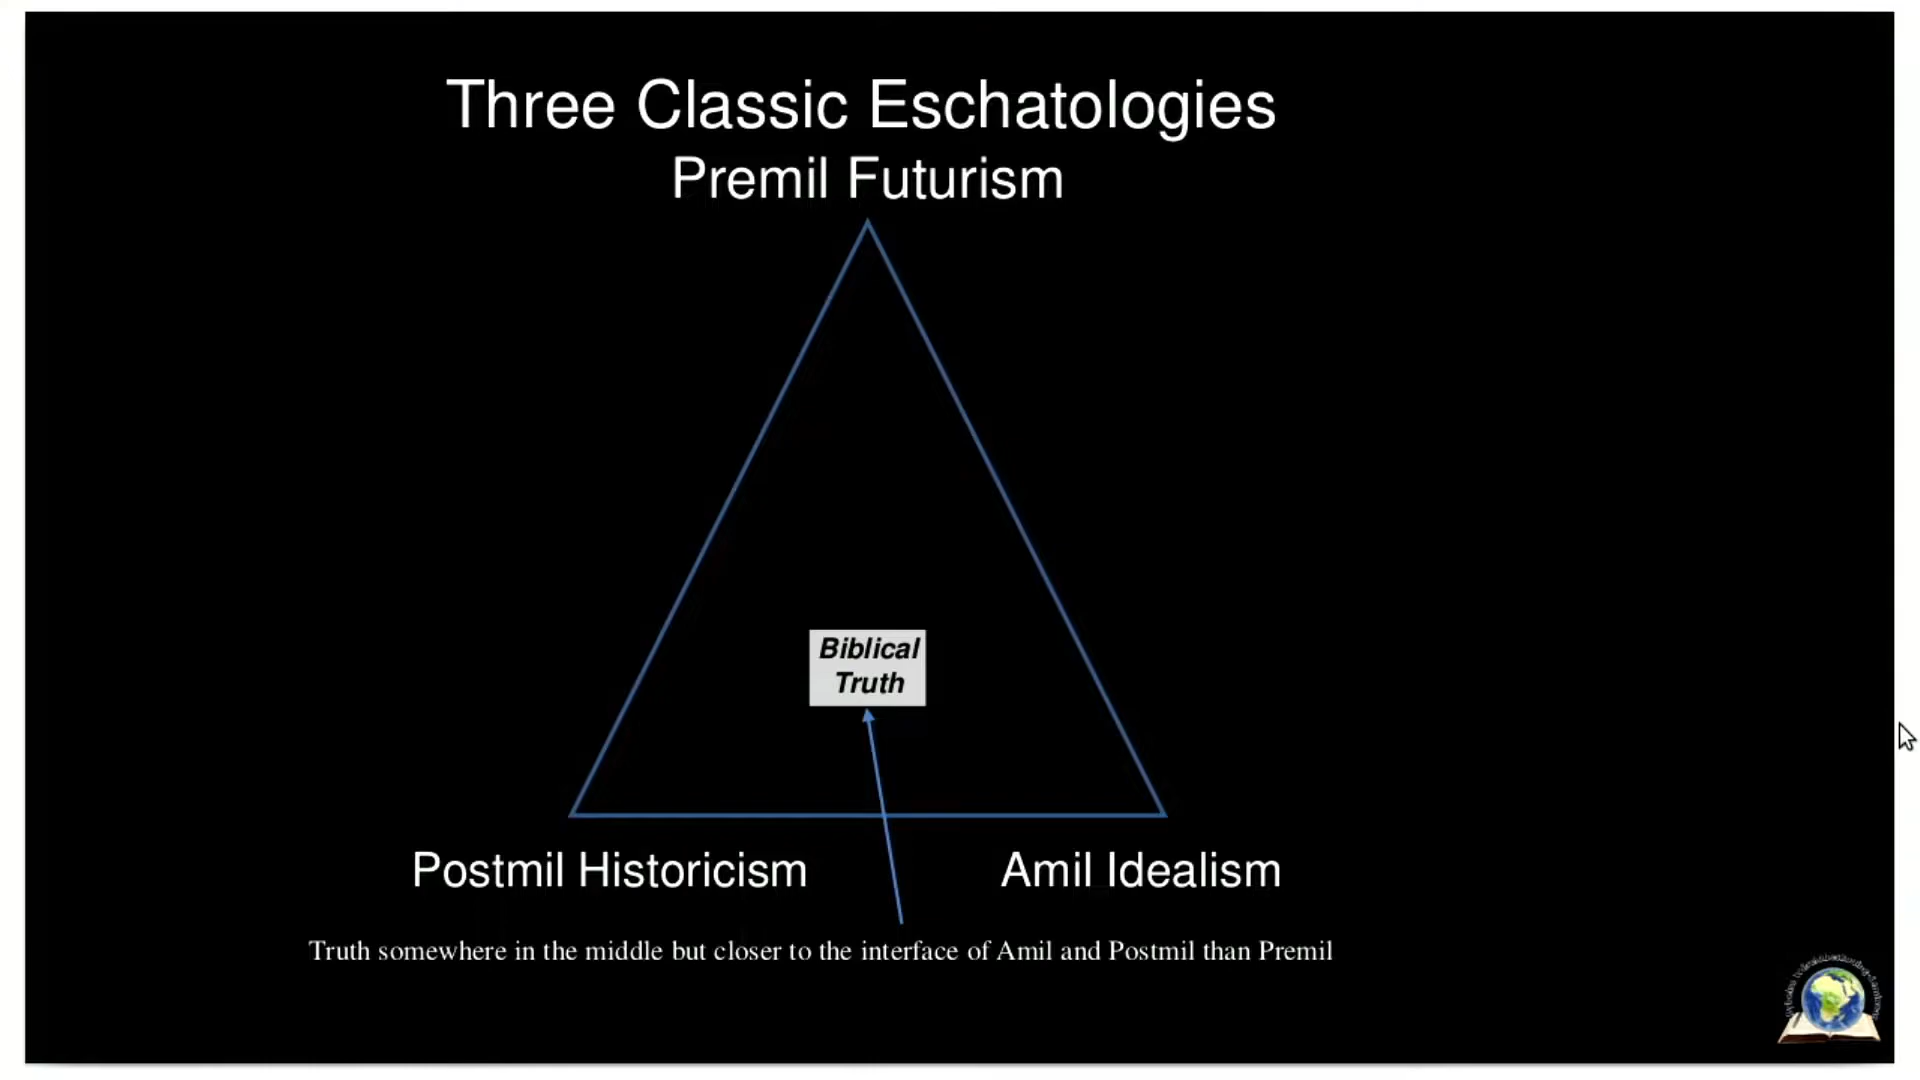 Three Classic Eschatologies
Premil Futurism
Biblical
Truth
Postmil Historicism
Amil Idealism
Truth somewhere in the middle but closer to the interface of Amil and Postmil than Premil